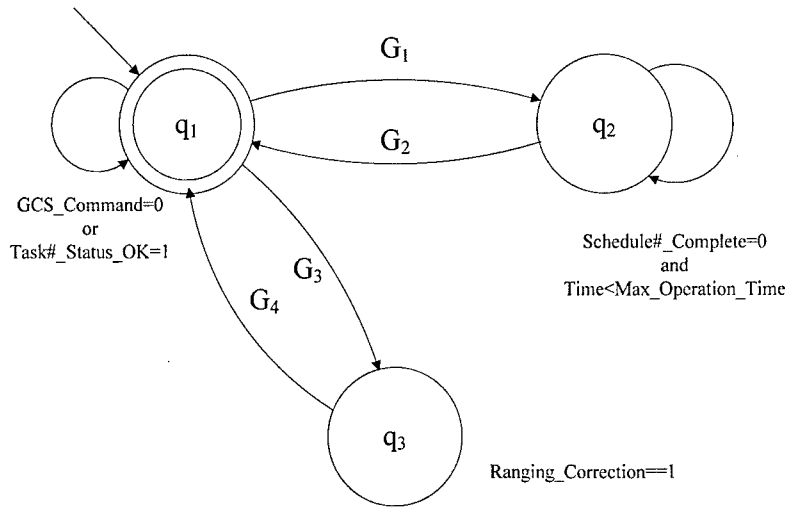 G1
q1
q2
G2
GCS_Command=0
or
Task#_Status_OK=1
Schedule#_Complete=0
and
Time<Max_Operation_Time
G3
G4
q3
Ranging_Correction==1